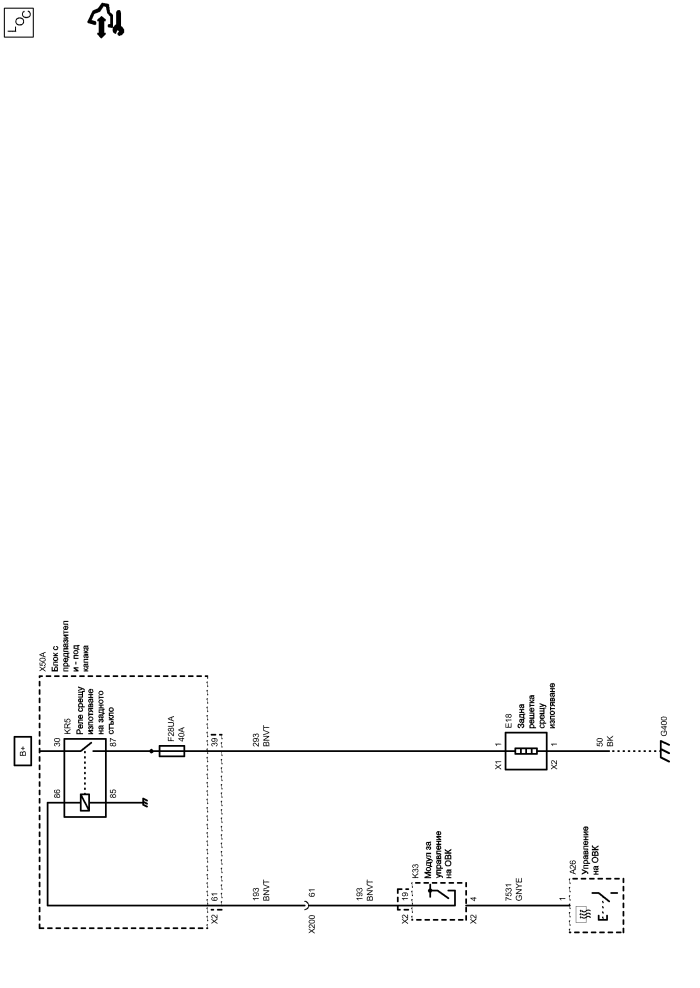 LOC
B+
X50A
Блок с
предпазител
и - под
капака
30
KR5
Реле срещу
изпотяване
на задното
стъкло
86
87
85
F28UA
40A
X2
61
39
193
BNVT
293
BNVT
X200
61
193
BNVT
X2
19
K33
Модул за
управление
на ОВК
X2
4
X1
1
E18
Задна
решетка
срещу
изпотяване
X2
1
7531
GNYE
50
BK
1
A26
Управление
на ОВК
G400